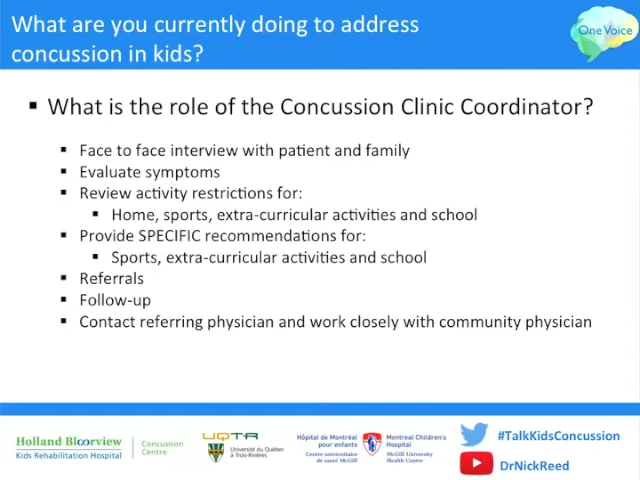 What are you currently doing to address
concussion in kids?
One Voice
▪ What is the role of the Concussion Clinic Coordinator?
▪ Face to face interview with patient and family
▪ Evaluate symptoms
▪ Review activity restrictions for:
▪ Home, sports, extra-curricular activities and school
▪ Provide SPECIFIC recommendations for:
▪ Sports, extra-curricular activities and school
▪ Referrals
▪ Follow-up
▪ Contact referring physician and work closely with community physician
Holland Bloorview
Kids Rehabilitation Hospital
Concussion
Centre
UQTR
Université du Québec
à Trois-Rivières
Hôpital de Montréal
pour enfants
Centre universitaire
de santé McGill
Montreal Children's
Hospital
McGill University
Health Centre
#TalkKidsConcussion
DrNickReed